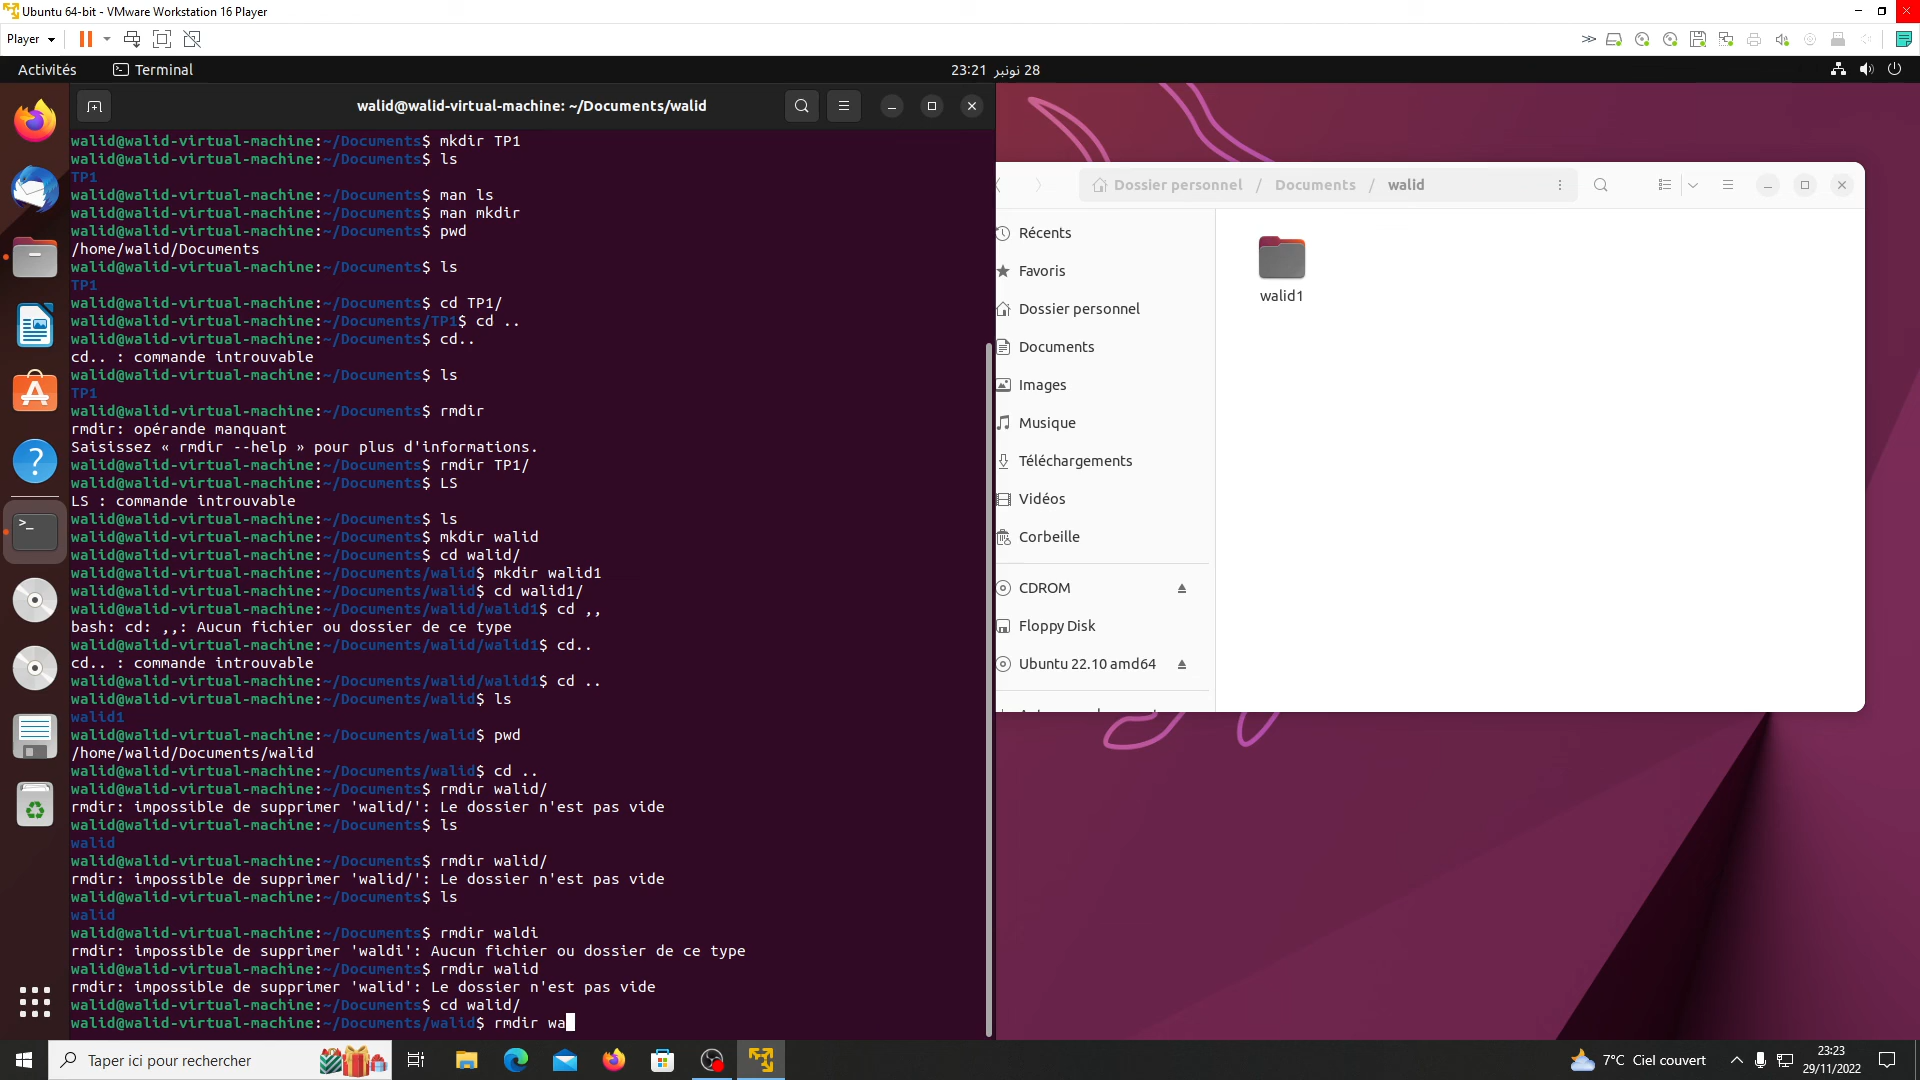 Ubuntu 64-bit - VMware Workstation 16 Player
Player
Activités
Terminal
23:21 نونبر 28
walid@walid-virtual-machine: ~/Documents/walid
walid@walid-virtual-machine:~/Documents$ mkdir TP1
walid@walid-virtual-machine:~/Documents$ ls
TP1
walid@walid-virtual-machine:~/Documents$ man ls
walid@walid-virtual-machine:~/Documents$ man mkdir
walid@walid-virtual-machine:~/Documents$ pwd
/home/walid/Documents
walid@walid-virtual-machine:~/Documents$ ls
TP1
walid@walid-virtual-machine:~/Documents$ cd TP1/
walid@walid-virtual-machine:~/Documents/TP1$ cd ..
walid@walid-virtual-machine:~/Documents$ cd..
cd.. : commande introuvable
walid@walid-virtual-machine:~/Documents$ ls
TP1
walid@walid-virtual-machine:~/Documents$ rmdir
rmdir: opérande manquant
Saisissez « rmdir --help » pour plus d'informations.
walid@walid-virtual-machine:~/Documents$ rmdir TP1/
walid@walid-virtual-machine:~/Documents$ LS
LS : commande introuvable
walid@walid-virtual-machine:~/Documents$ ls
walid@walid-virtual-machine:~/Documents$ mkdir walid
walid@walid-virtual-machine:~/Documents$ cd walid/
walid@walid-virtual-machine:~/Documents/walid$ mkdir walid1
walid@walid-virtual-machine:~/Documents/walid$ cd walid1/
walid@walid-virtual-machine:~/Documents/walid/walid1$ cd ,,
bash: cd: ,,: Aucun fichier ou dossier de ce type
walid@walid-virtual-machine:~/Documents/walid/walid1$ cd..
cd.. : commande introuvable
walid@walid-virtual-machine:~/Documents/walid/walid1$ cd ..
walid@walid-virtual-machine:~/Documents/walid$ ls
walid1
walid@walid-virtual-machine:~/Documents/walid$ pwd
/home/walid/Documents/walid
walid@walid-virtual-machine:~/Documents/walid$ cd ..
walid@walid-virtual-machine:~/Documents$ rmdir walid/
rmdir: impossible de supprimer 'walid/': Le dossier n'est pas vide
walid@walid-virtual-machine:~/Documents$ ls
walid
walid@walid-virtual-machine:~/Documents$ rmdir walid/
rmdir: impossible de supprimer 'walid/': Le dossier n'est pas vide
walid@walid-virtual-machine:~/Documents$ ls
walid
walid@walid-virtual-machine:~/Documents$ rmdir waldi
rmdir: impossible de supprimer 'waldi': Aucun fichier ou dossier de ce type
walid@walid-virtual-machine:~/Documents$ rmdir walid
rmdir: impossible de supprimer 'walid': Le dossier n'est pas vide
walid@walid-virtual-machine:~/Documents$ cd walid/
walid@walid-virtual-machine:~/Documents/walid$ rmdir wa
Dossier personnel / Documents / walid
Récents
Favoris
Dossier personnel
Documents
Images
Musique
Téléchargements
Vidéos
Corbeille
CDROM
Floppy Disk
Ubuntu 22.10 amd64
walid1
Taper ici pour rechercher
7°C Ciel couvert
23:23
29/11/2022